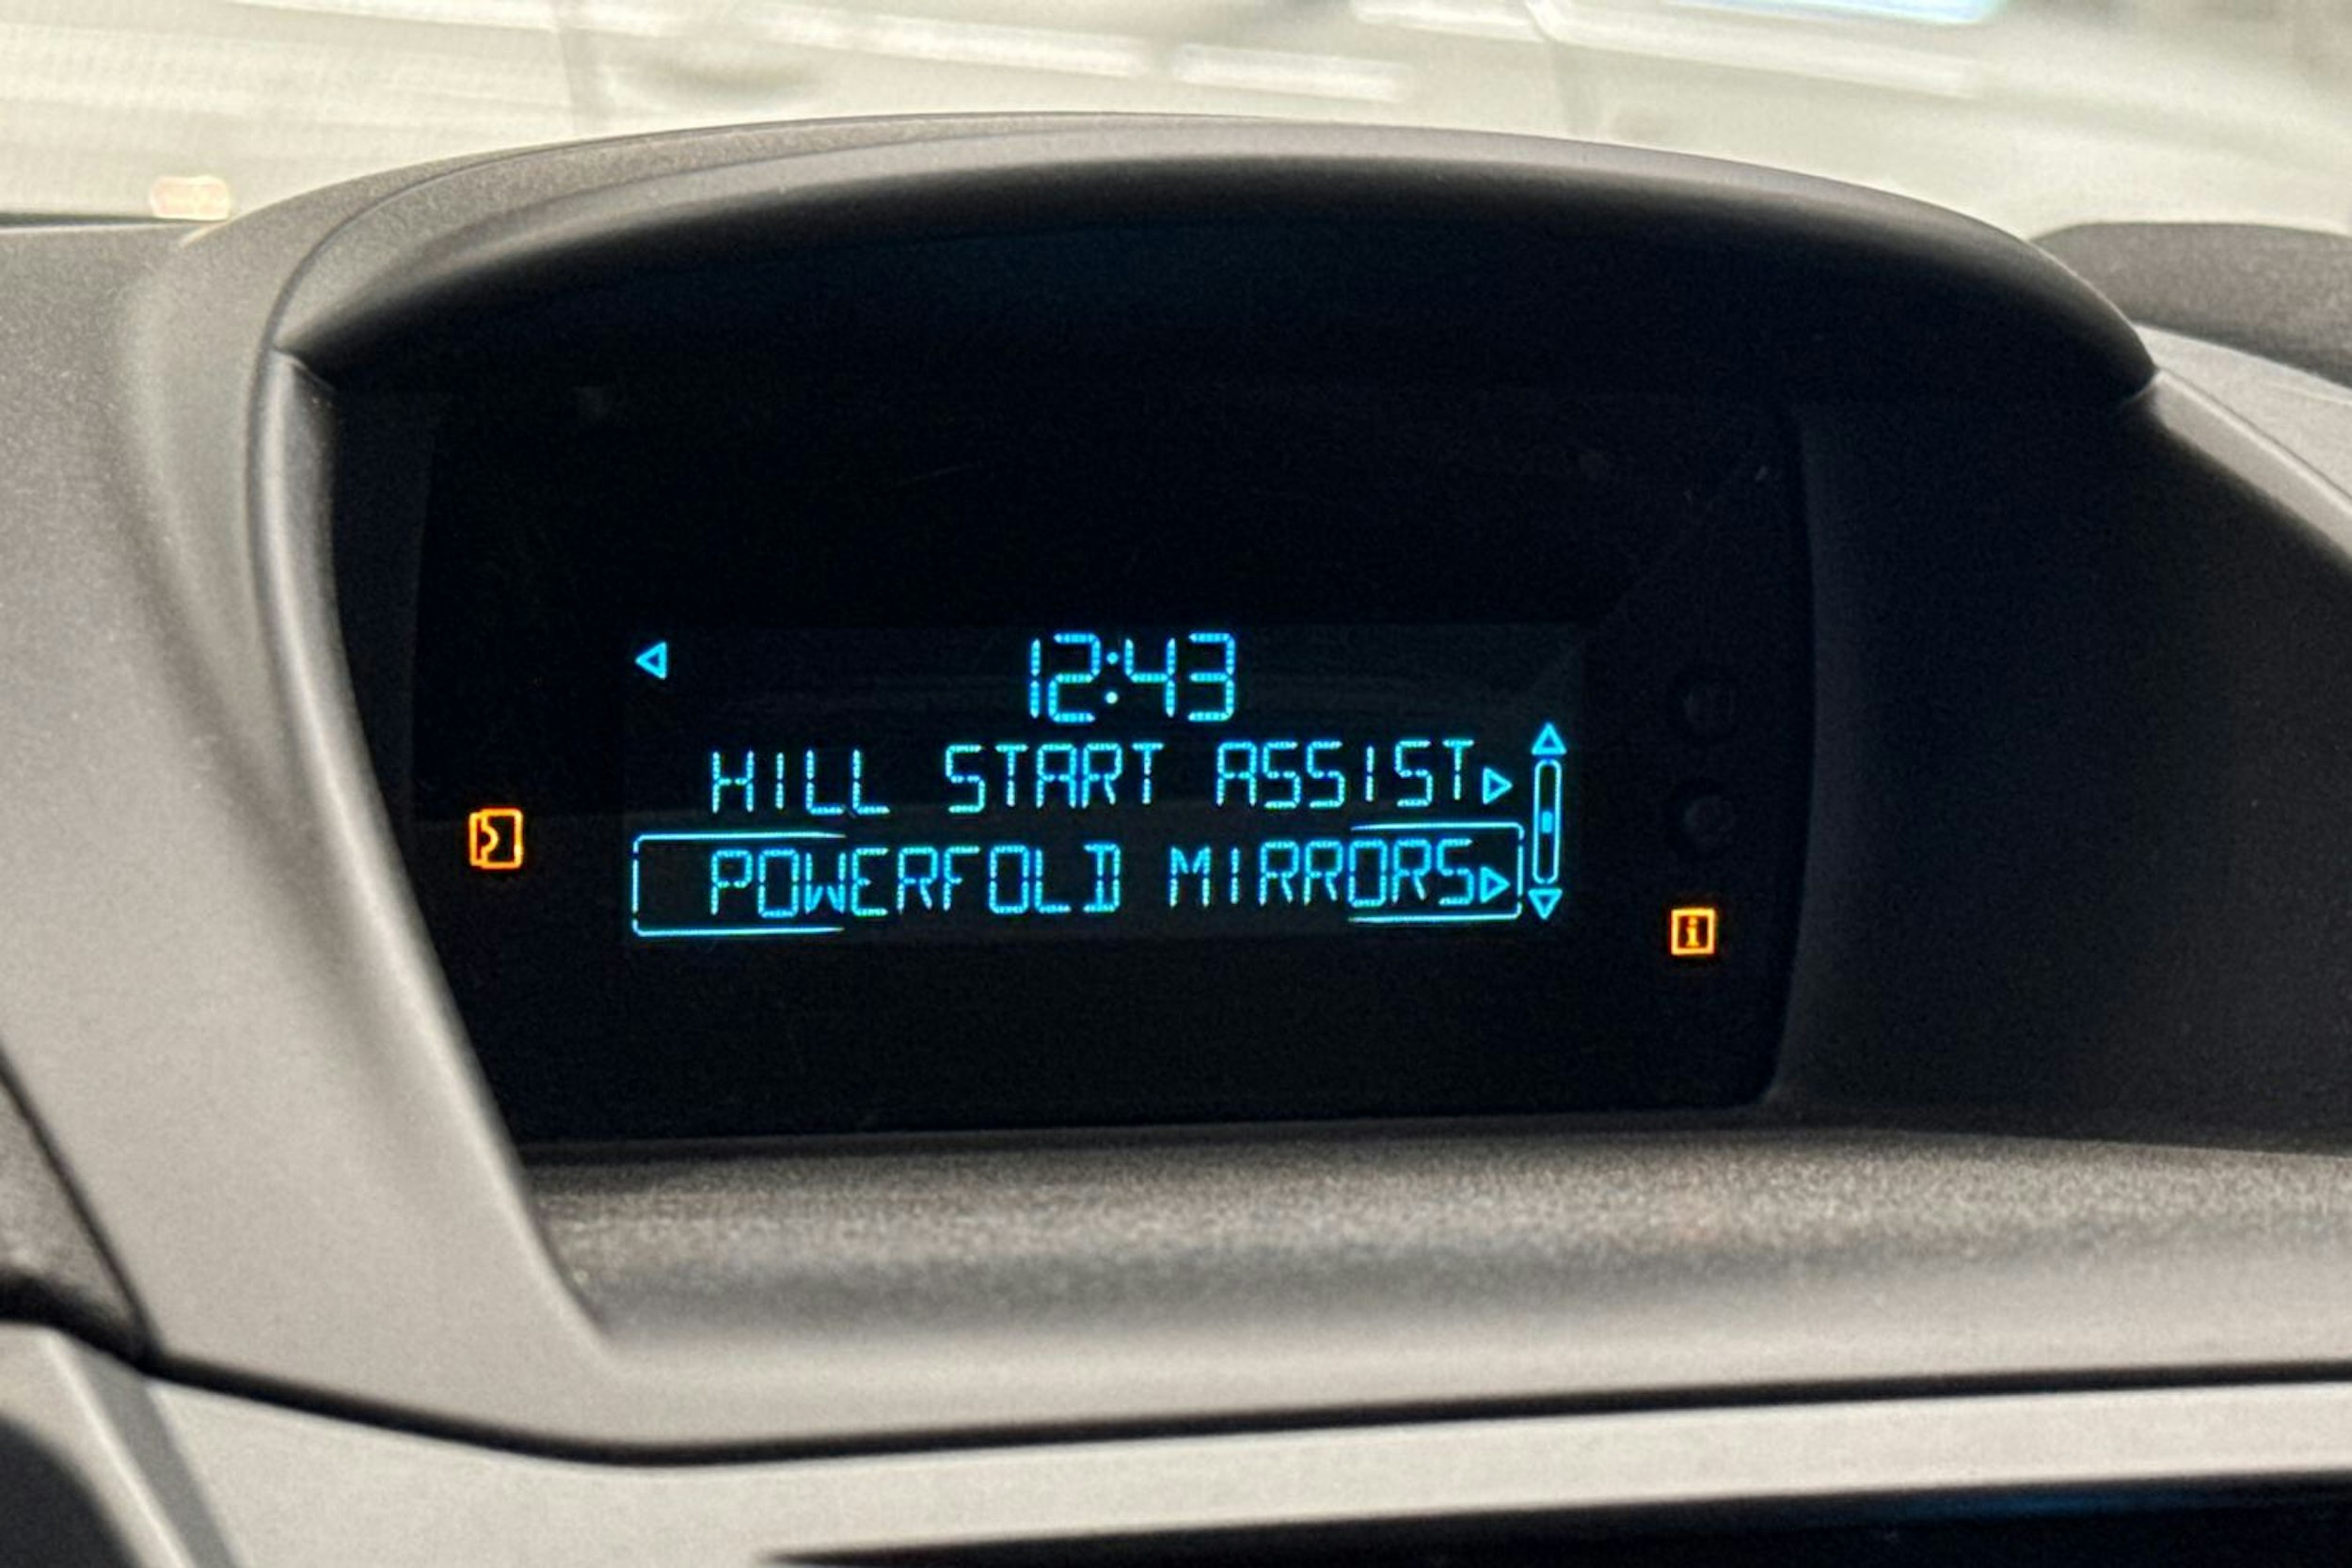 12:43
HILL START ASSIST
POWERFOLD MIRRORS
i